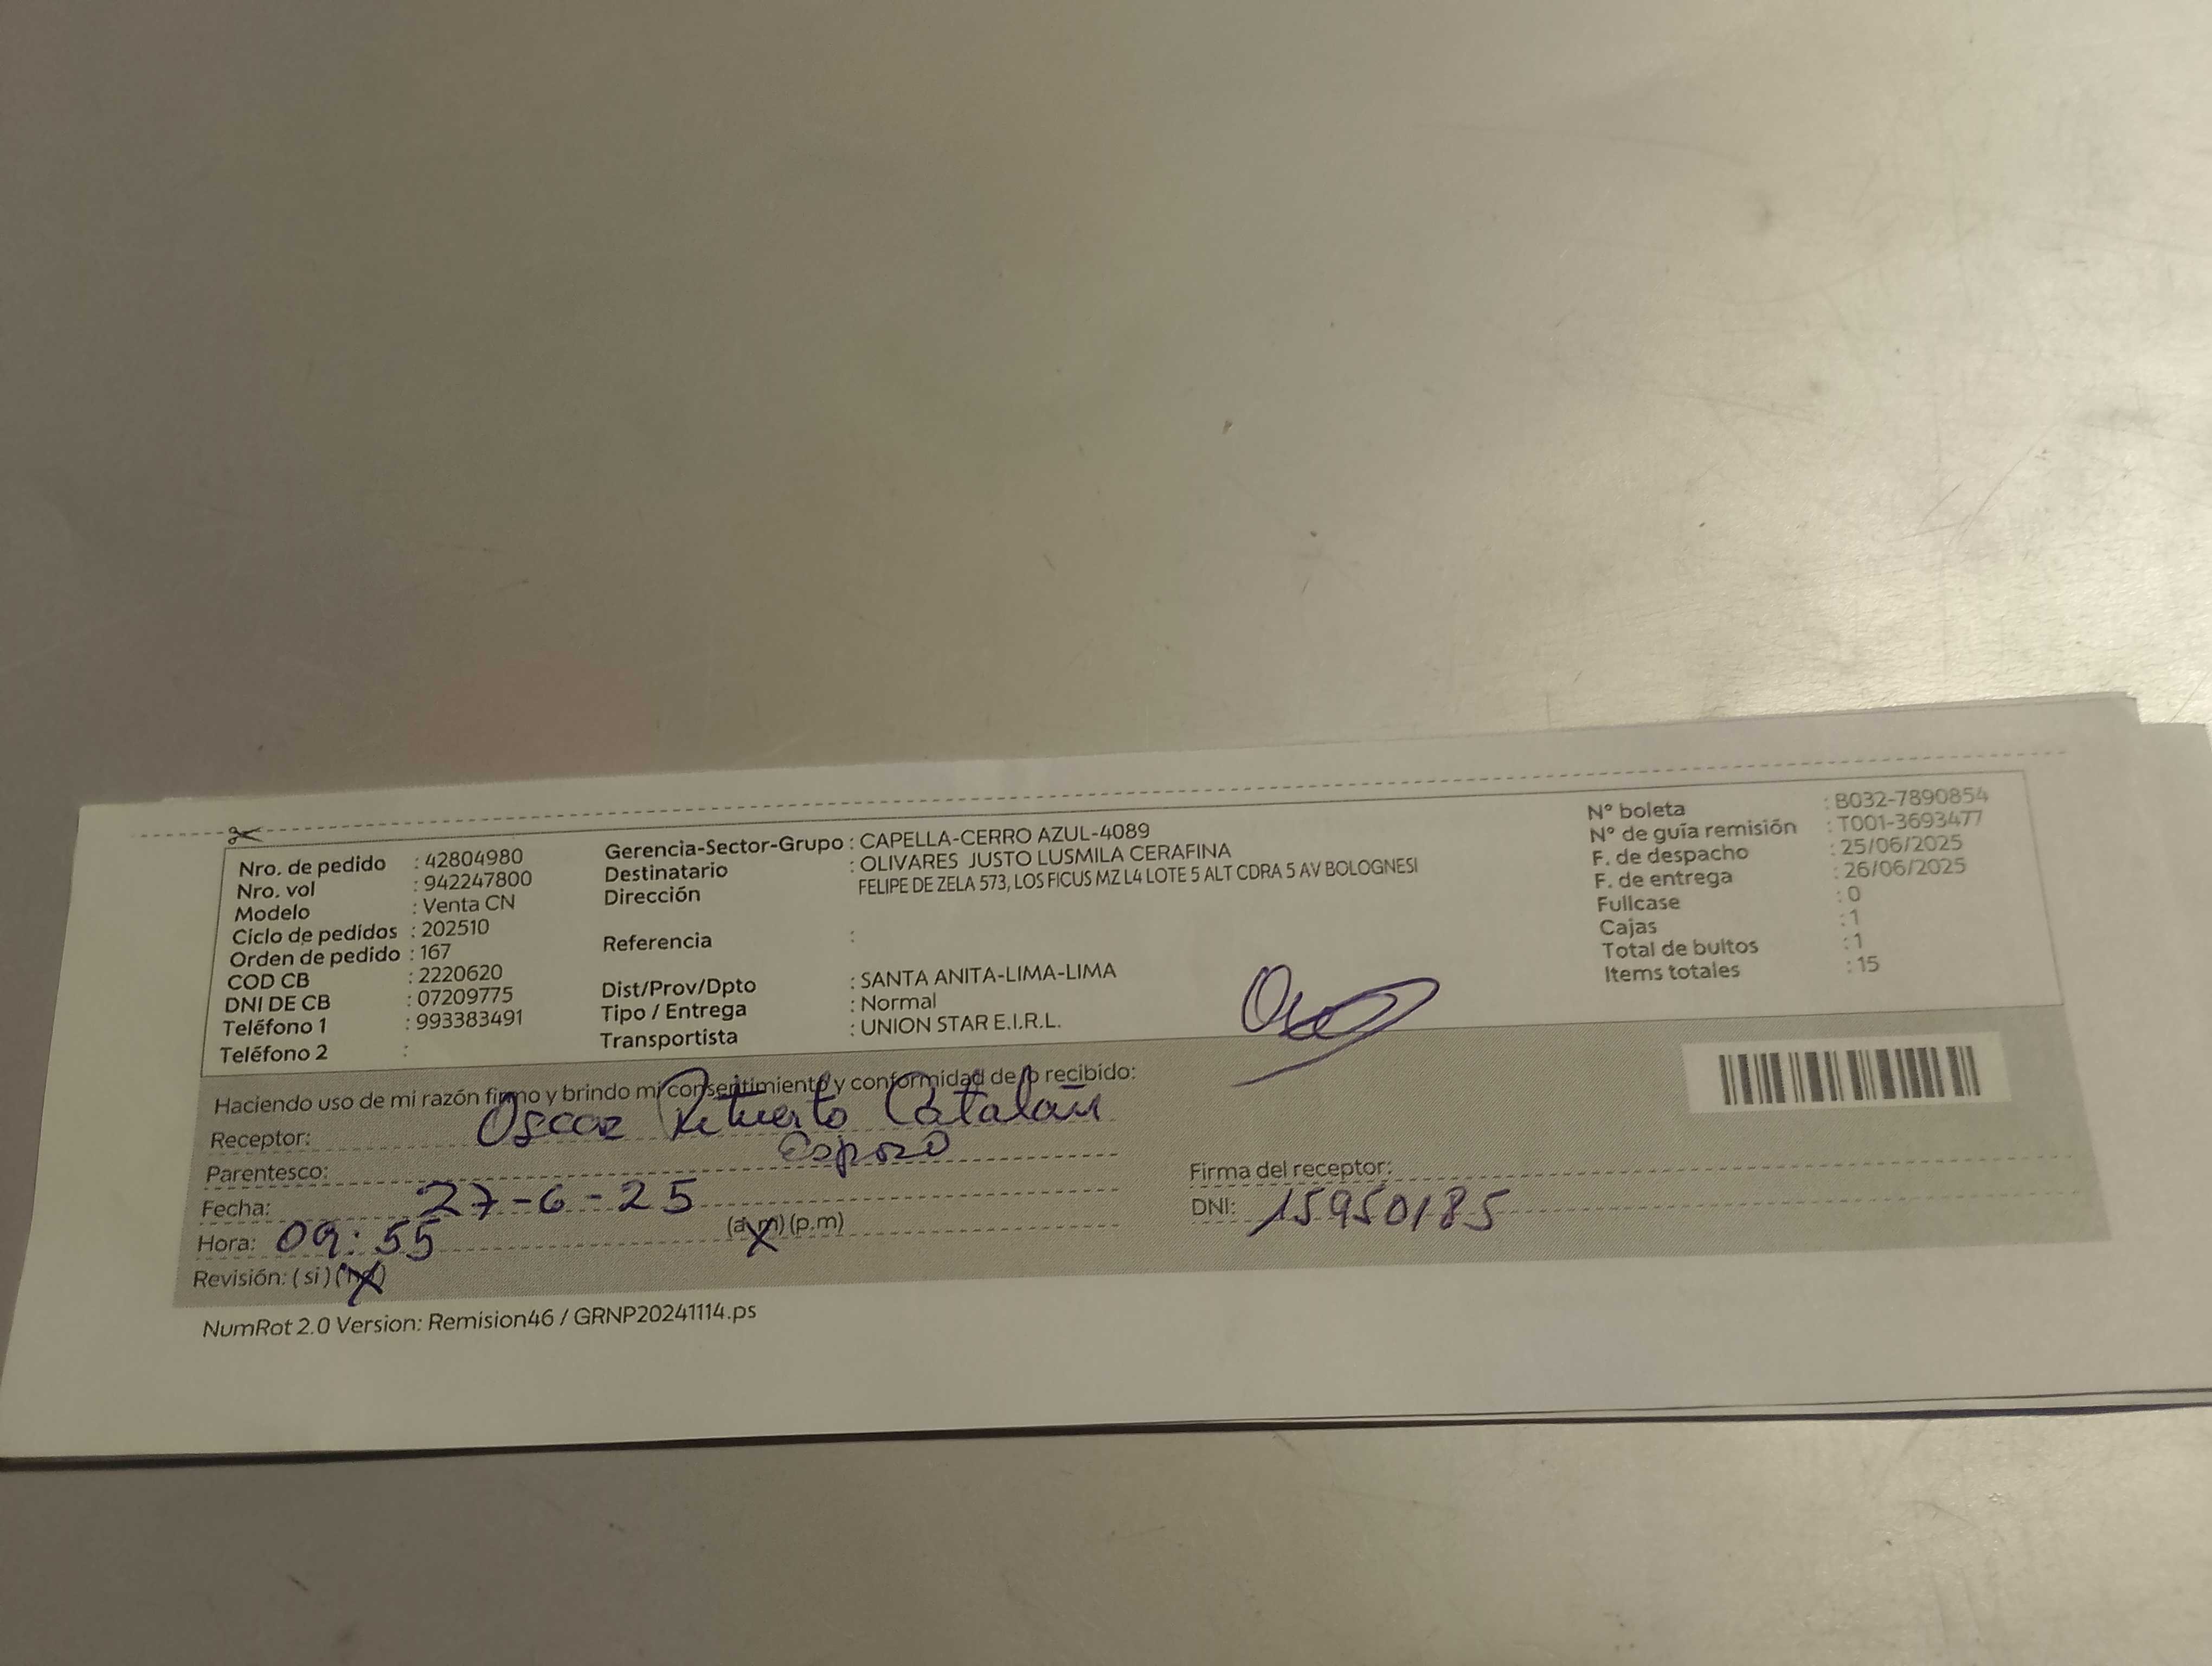 Nro. de pedido : 42804980
Nro. vol : 942247800
Modelo : Venta CN
Ciclo de pedidos : 202510
Orden de pedido : 167
COD CB : 2220620
DNI DE CB : 07209775
Teléfono 1 : 993383491
Teléfono 2 :
Gerencia-Sector-Grupo : CAPELLA-CERRO AZUL-4089
Destinatario : OLIVARES JUSTO LUSMILA CERAFINA
Dirección FELIPE DE ZELA 573, LOS FICUS MZ L4 LOTE 5 ALT CDRA 5 AV BOLOGNESI
Referencia :
Dist/Prov/Dpto : SANTA ANITA-LIMA-LIMA
Tipo / Entrega : Normal
Transportista : UNION STAR E.I.R.L.
N° boleta : B032-7890854
N° de guía remisión : T001-3693477
F. de despacho : 25/06/2025
F. de entrega : 26/06/2025
Fullcase : 0
Cajas : 1
Total de bultos : 1
Items totales : 15
Haciendo uso de mi razón firmo y brindo mi consentimiento y conformidad de lo recibido:
Receptor: Oscar Retuerto Catalan
Parentesco: Esposo
Fecha: 27-6-25
Hora: 09:55 (a.m) (p.m)
Revisión: (si) (no)
Firma del receptor:
DNI: 15950185
NumRot 2.0 Version: Remision46 / GRNP20241114.ps